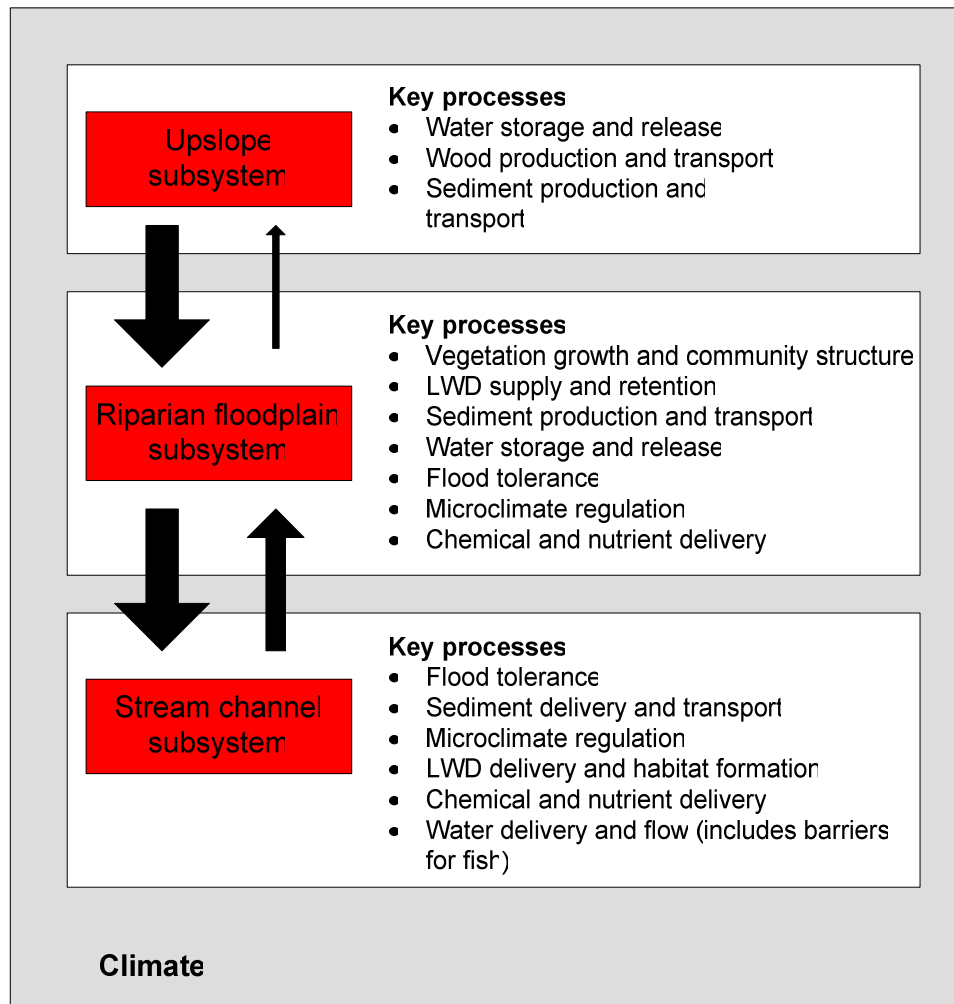 Upslope
subsystem
Key processes
• Water storage and release
• Wood production and transport
• Sediment production and
transport
Riparian floodplain
subsystem
Key processes
• Vegetation growth and community structure
• LWD supply and retention
• Sediment production and transport
• Water storage and release
• Flood tolerance
• Microclimate regulation
• Chemical and nutrient delivery
Stream channel
subsystem
Key processes
• Flood tolerance
• Sediment delivery and transport
• Microclimate regulation
• LWD delivery and habitat formation
• Chemical and nutrient delivery
• Water delivery and flow (includes barriers
for fish)
Climate